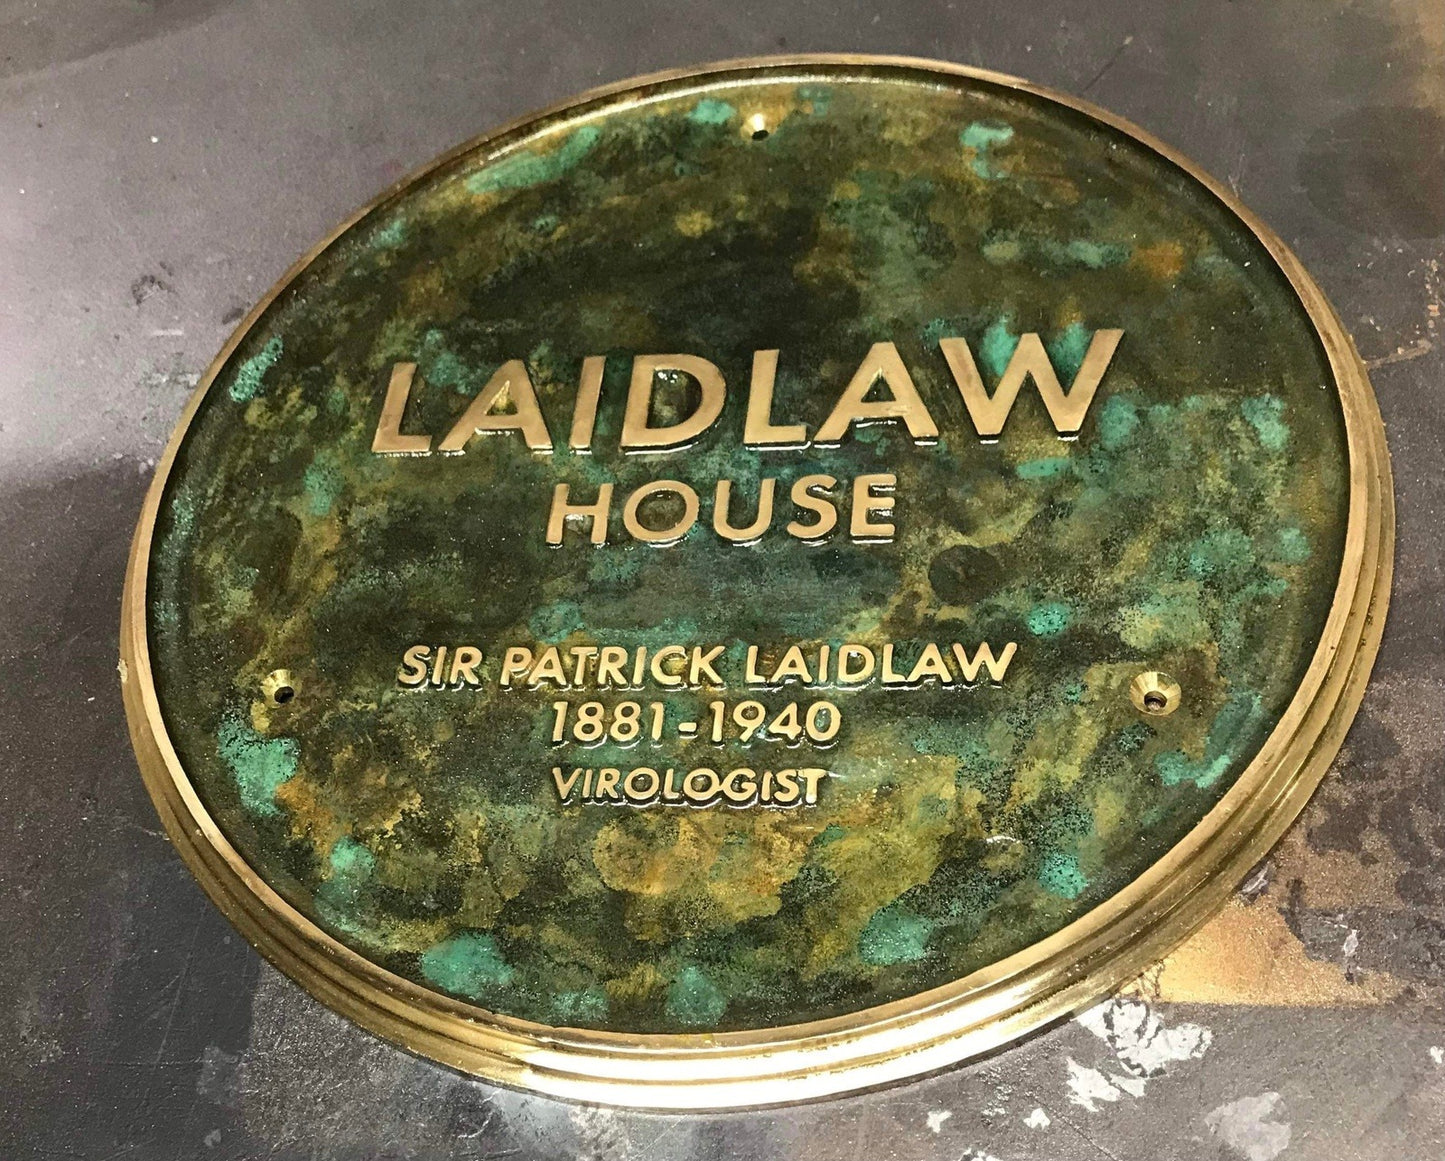 LAIDLAW
HOUSE
SIR PATRICK LAIDLAW
1881-1940
VIROLOGIST